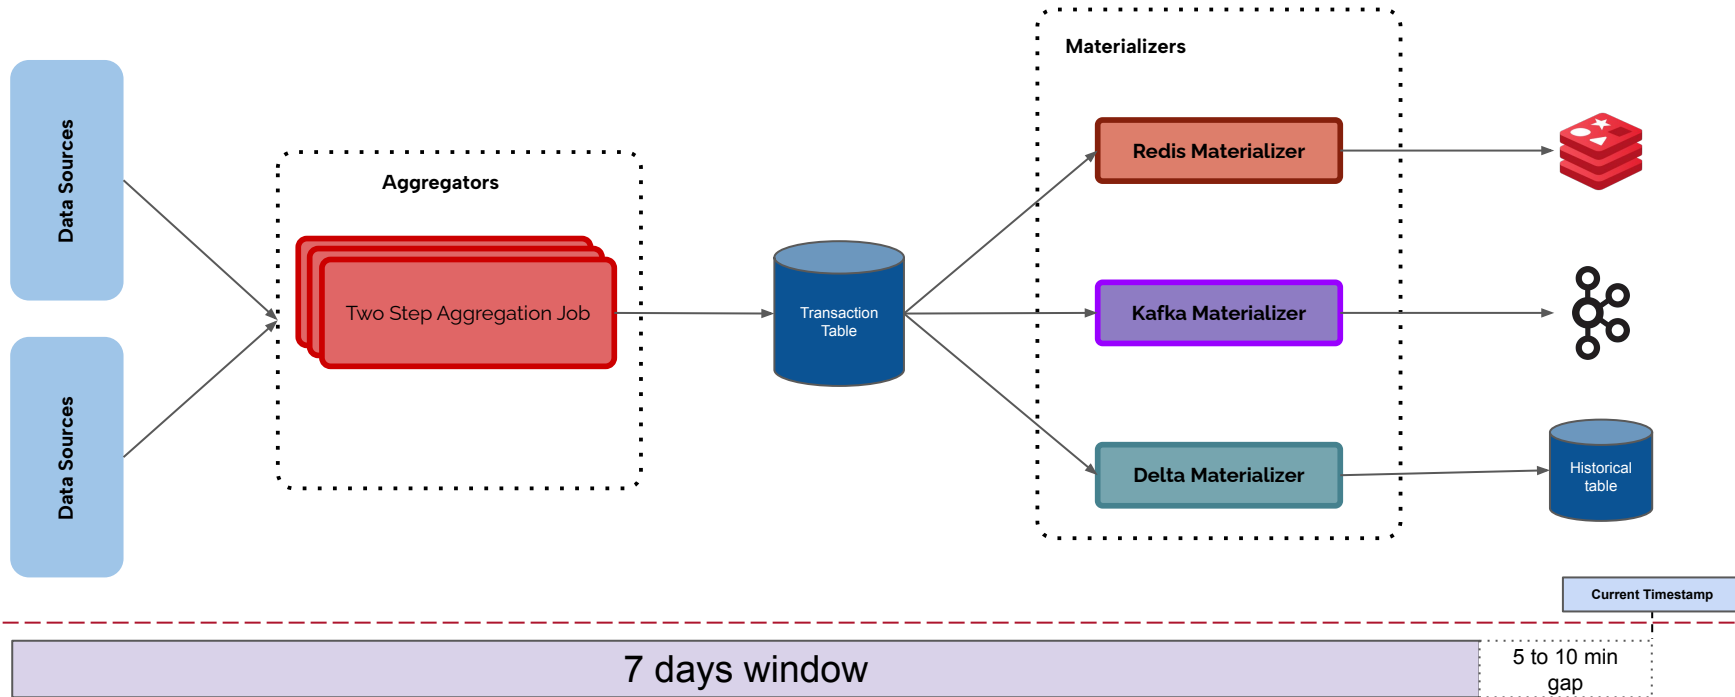 Data Sources
Data Sources
Aggregators
Two Step Aggregation Job
Transaction
Table
Materializers
Redis Materializer
Kafka Materializer
Delta Materializer
Historical
table
Current Timestamp
7 days window
5 to 10 min
gap